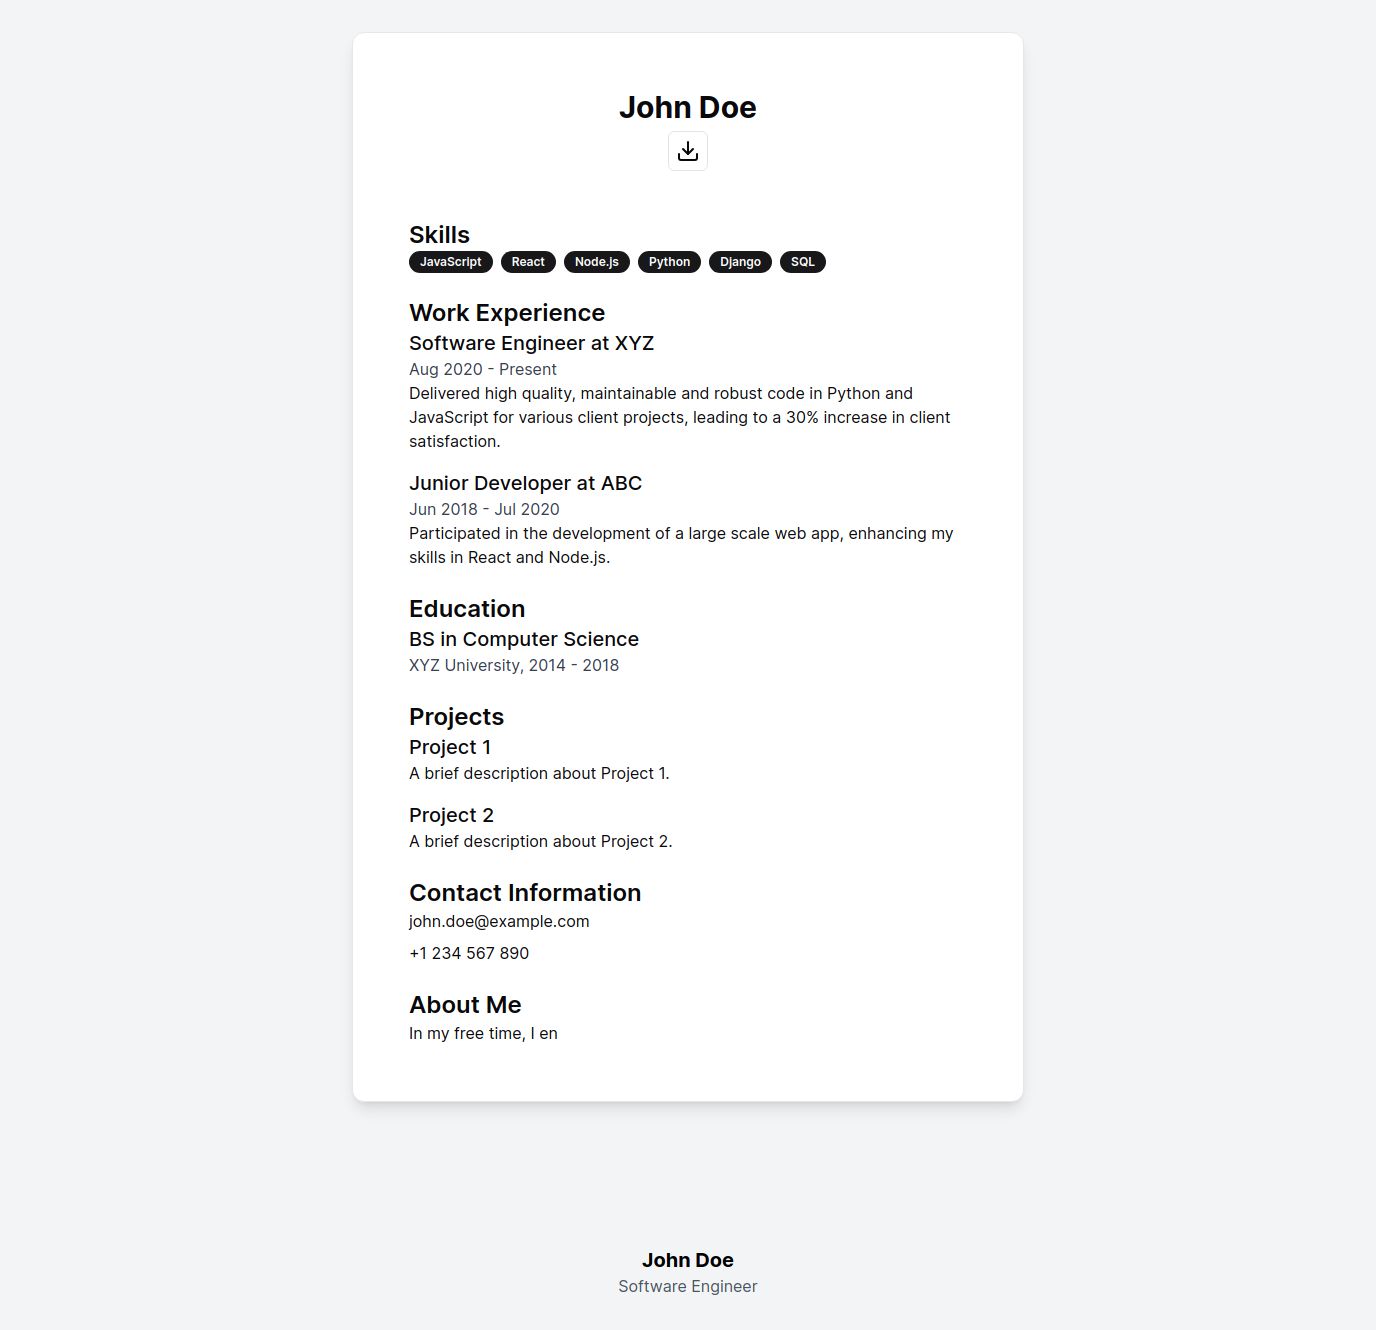 John Doe
Skills
JavaScript React Node.js Python Django SQL
Work Experience
Software Engineer at XYZ
Aug 2020 - Present
Delivered high quality, maintainable and robust code in Python and
JavaScript for various client projects, leading to a 30% increase in client
satisfaction.
Junior Developer at ABC
Jun 2018 - Jul 2020
Participated in the development of a large scale web app, enhancing my
skills in React and Node.js.
Education
BS in Computer Science
XYZ University, 2014 - 2018
Projects
Project 1
A brief description about Project 1.
Project 2
A brief description about Project 2.
Contact Information
john.doe@example.com
+1 234 567 890
About Me
In my free time, I en
John Doe
Software Engineer